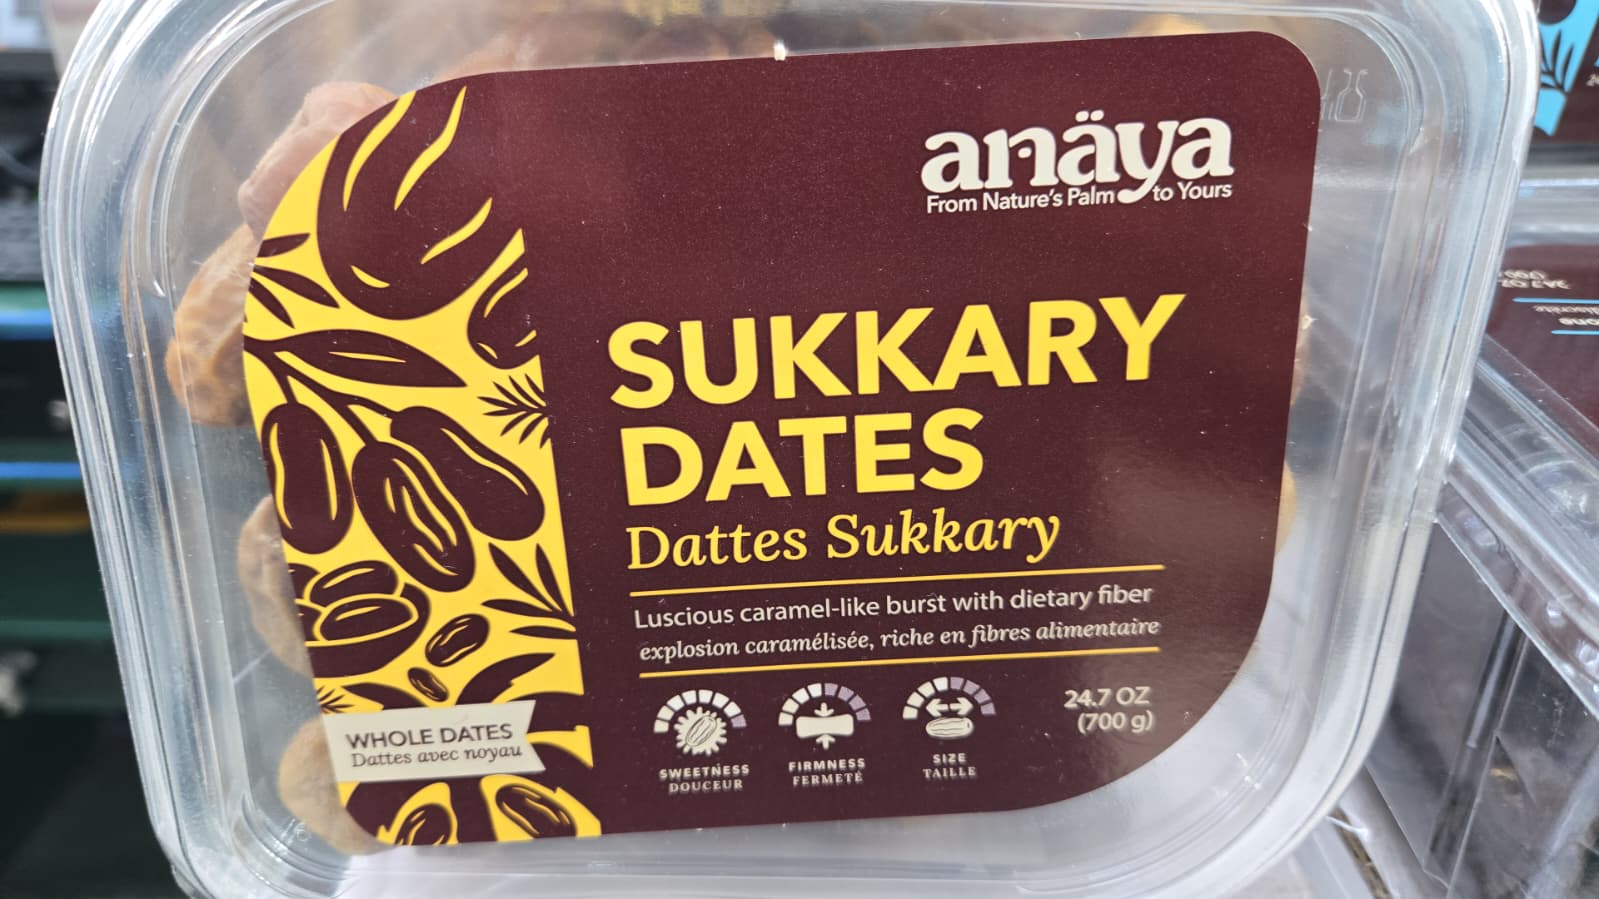 anäya
From Nature's Palm to Yours
SUKKARY
DATES
Dattes Sukkary
Luscious caramel-like burst with dietary fiber
explosion caramélisée, riche en fibres alimentaire
WHOLE DATES
Dattes avec noyau
SWEETNESS
DOUCEUR
FIRMNESS
FERMETÉ
SIZE
TAILLE
24.7 OZ
(700 g)